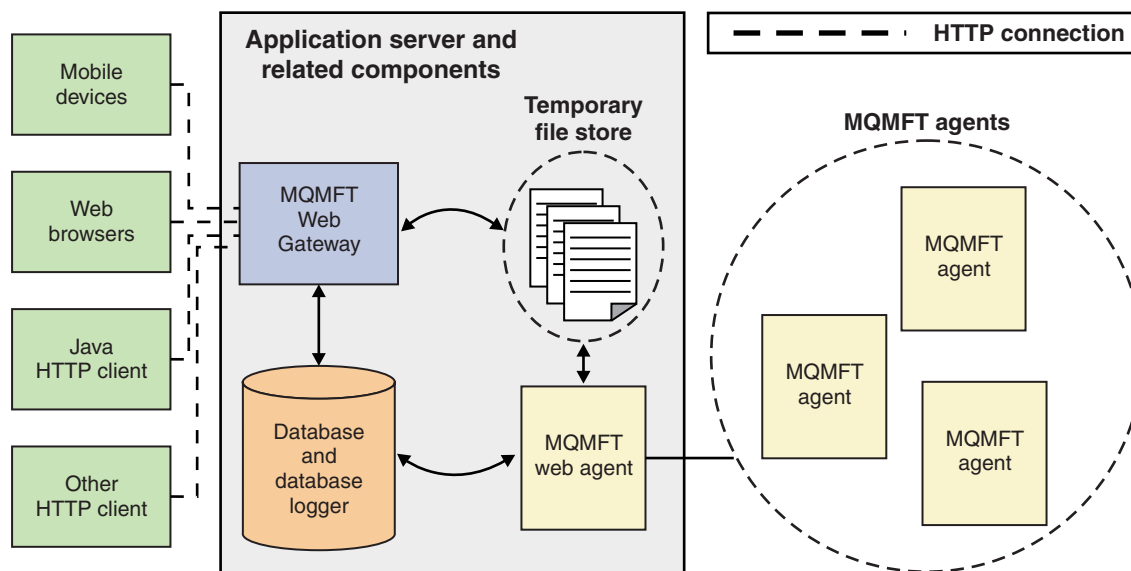 Mobile
devices
Web
browsers
Java
HTTP client
Other
HTTP client
Application server and
related components
MQMFT
Web
Gateway
Temporary
file store
Database
and
database
logger
MQMFT
web agent
HTTP connection
MQMFT agents
MQMFT
agent
MQMFT
agent
MQMFT
agent